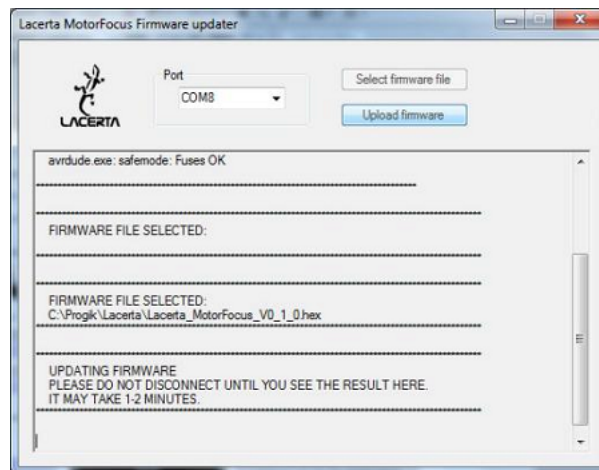 Lacerta MotorFocus Firmware updater
Port
COM8
Select firmware file
Upload firmware
LACERTA
avrdude.exe: safemode: Fuses OK
FIRMWARE FILE SELECTED:
FIRMWARE FILE SELECTED:
C:\Progik\Lacerta\Lacerta_MotorFocus_V0_1_0.hex
UPDATING FIRMWARE
PLEASE DO NOT DISCONNECT UNTIL YOU SEE THE RESULT HERE.
IT MAY TAKE 1-2 MINUTES.